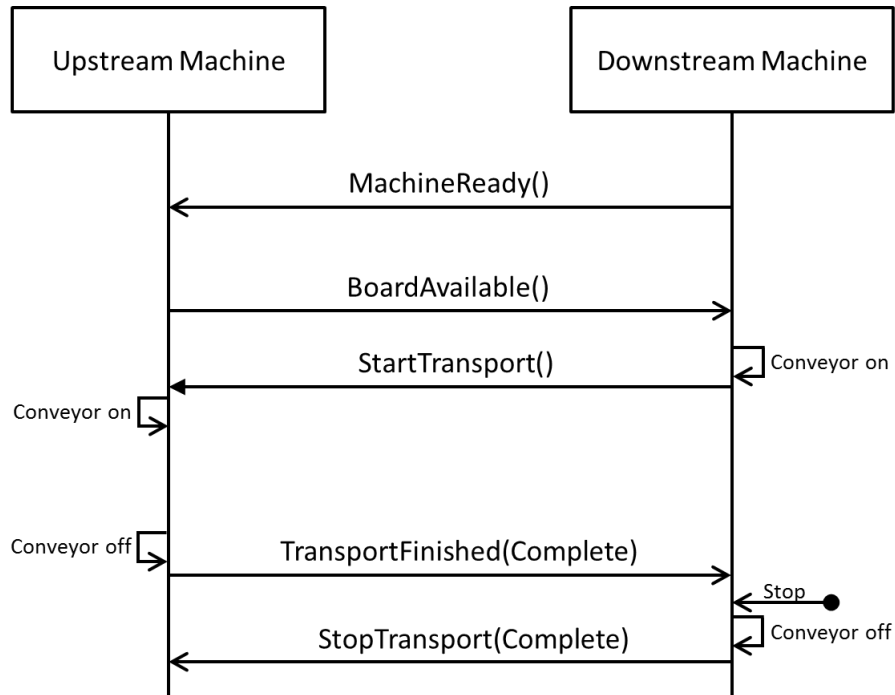 Upstream Machine
Downstream Machine
MachineReady()
BoardAvailable()
StartTransport()
Conveyor on
Conveyor on
Conveyor off
TransportFinished(Complete)
Stop
StopTransport(Complete)
Conveyor off